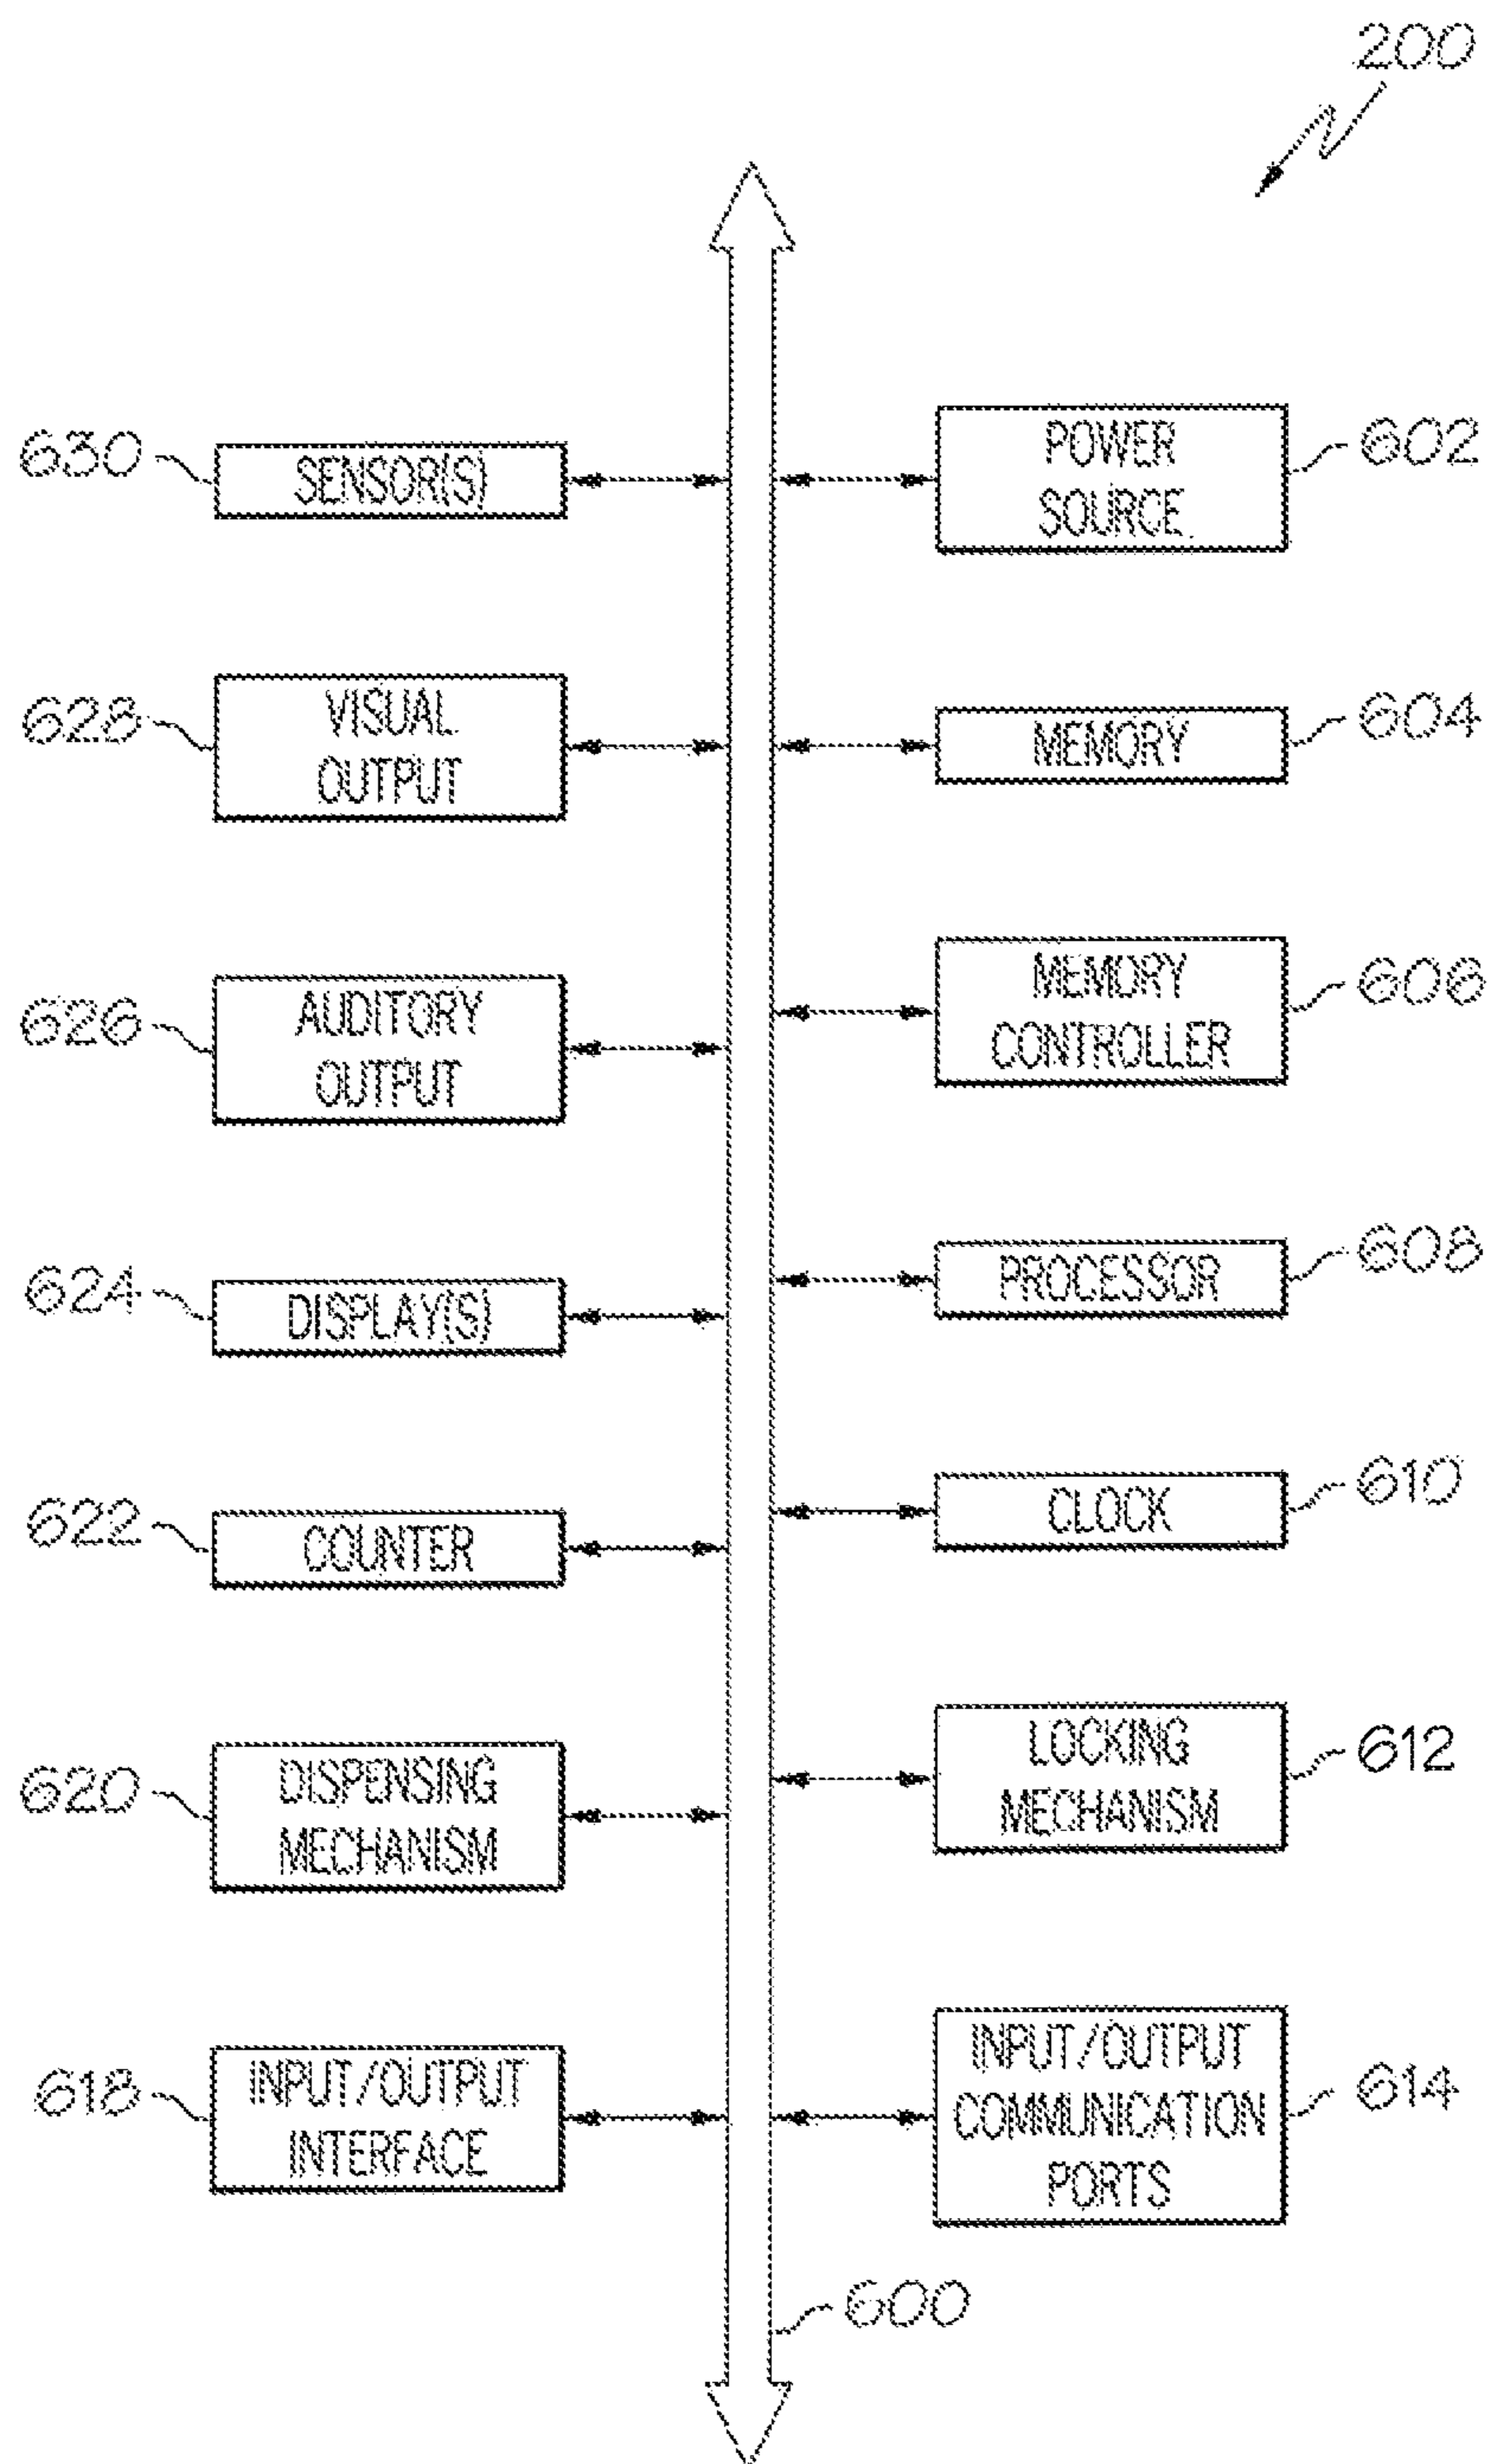 200
630
SENSOR(S)
POWER
SOURCE
602
628
VISUAL
OUTPUT
MEMORY
604
626
AUDITORY
OUTPUT
MEMORY
CONTROLLER
606
624
DISPLAY(S)
PROCESSOR
608
622
COUNTER
CLOCK
610
620
DISPENSING
MECHANISM
LOCKING
MECHANISM
612
618
INPUT/OUTPUT
INTERFACE
INPUT/OUTPUT
COMMUNICATION
PORTS
614
600